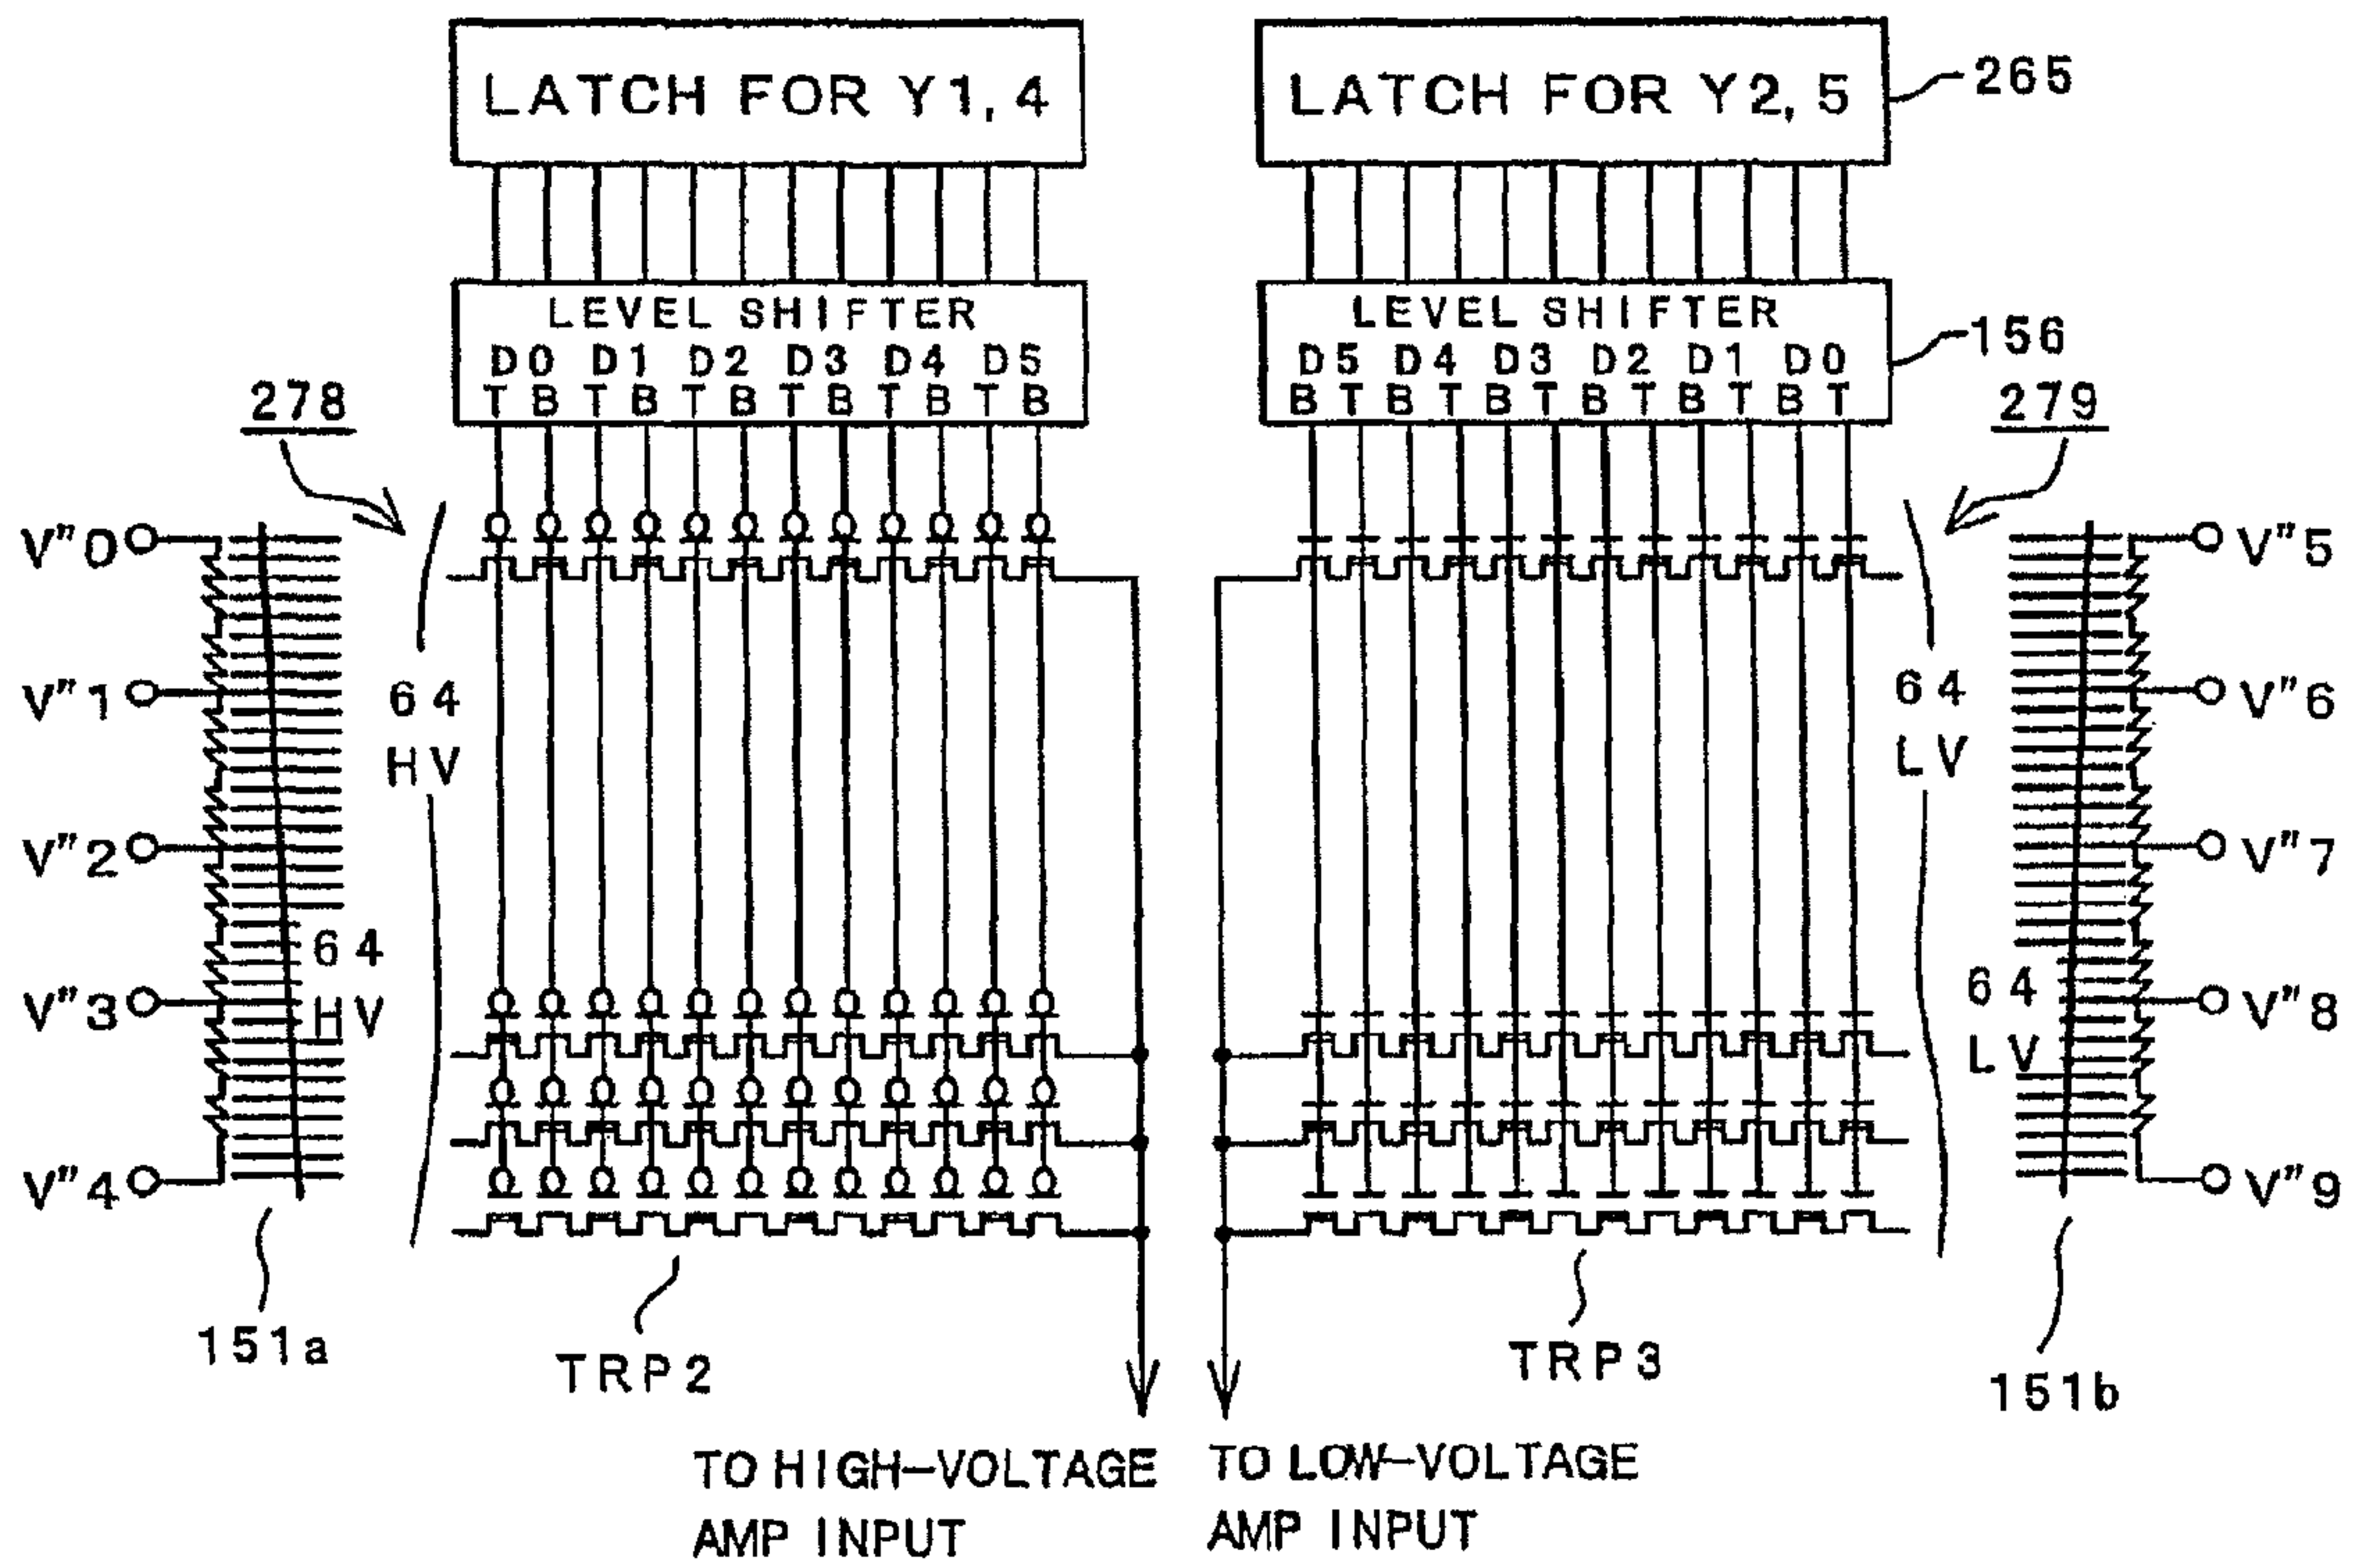 LATCH FOR Y1, 4
LATCH FOR Y2, 5
265
LEVEL SHIFTER
D0 D1 D2 D3 D4 D5
T B T B T B T B T B T B
LEVEL SHIFTER
D5 D4 D3 D2 D1 D0
B T B T B T B T B T B T
156
278
279
V"0
V"1
V"2
V"3
V"4
64
HV
64
HV
64
LV
64
LV
V"5
V"6
V"7
V"8
V"9
151a
TRP2
TRP3
151b
TO HIGH-VOLTAGE
AMP INPUT
TO LOW-VOLTAGE
AMP INPUT